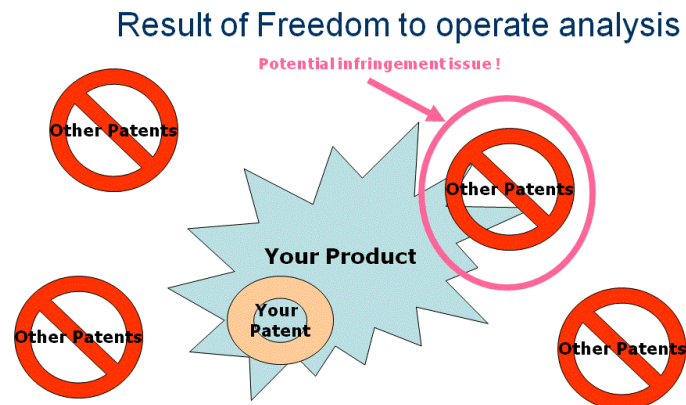 Result of Freedom to operate analysis
Potential infringement issue !
Other Patents
Other Patents
Your Product
Your
Patent
Other Patents
Other Patents